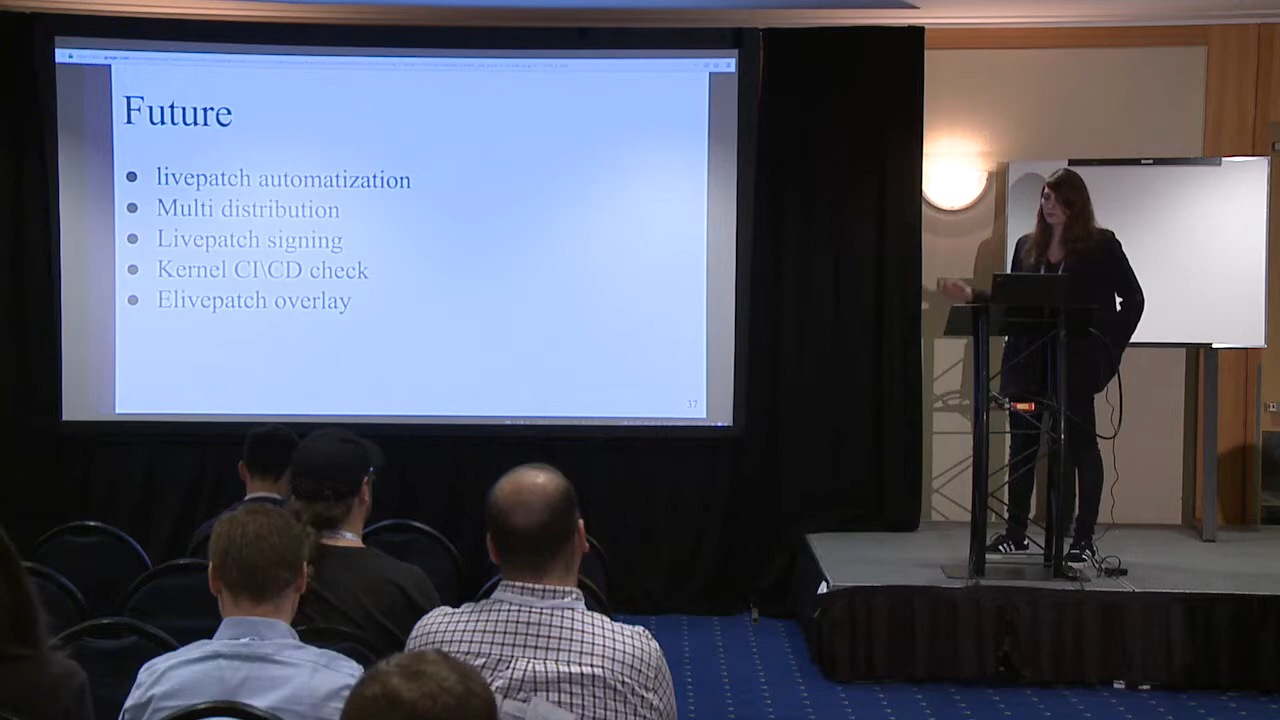 Future
livepatch automatization
Multi distribution
Livepatch signing
Kernel CI\CD check
Elivepatch overlay
37